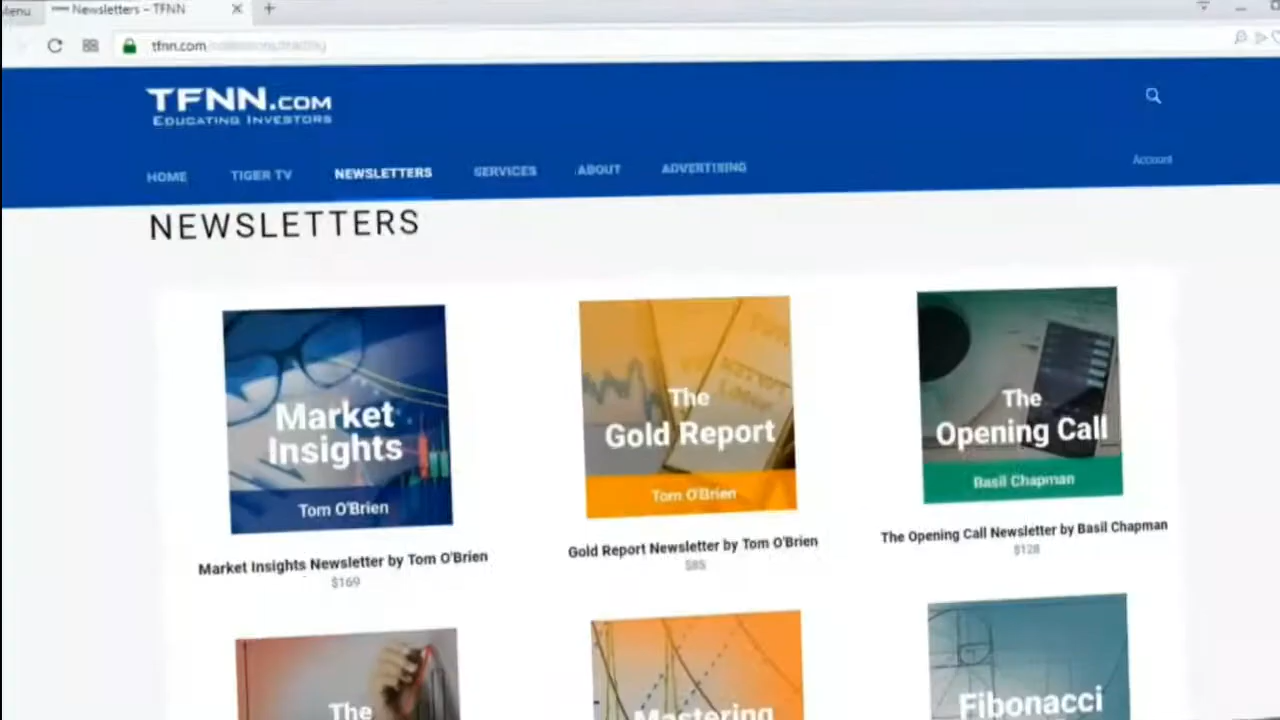 Newsletters – TFNN
tfnn.com
TFNN.COM
EDUCATING INVESTORS
HOME TIGER TV NEWSLETTERS SERVICES ABOUT ADVERTISING
Account
NEWSLETTERS
Market
Insights
Tom O'Brien
Market Insights Newsletter by Tom O'Brien
$169
The
Gold Report
Tom O'Brien
Gold Report Newsletter by Tom O'Brien
$85
The
Opening Call
Basil Chapman
The Opening Call Newsletter by Basil Chapman
$128
The
Mastering
Fibonacci